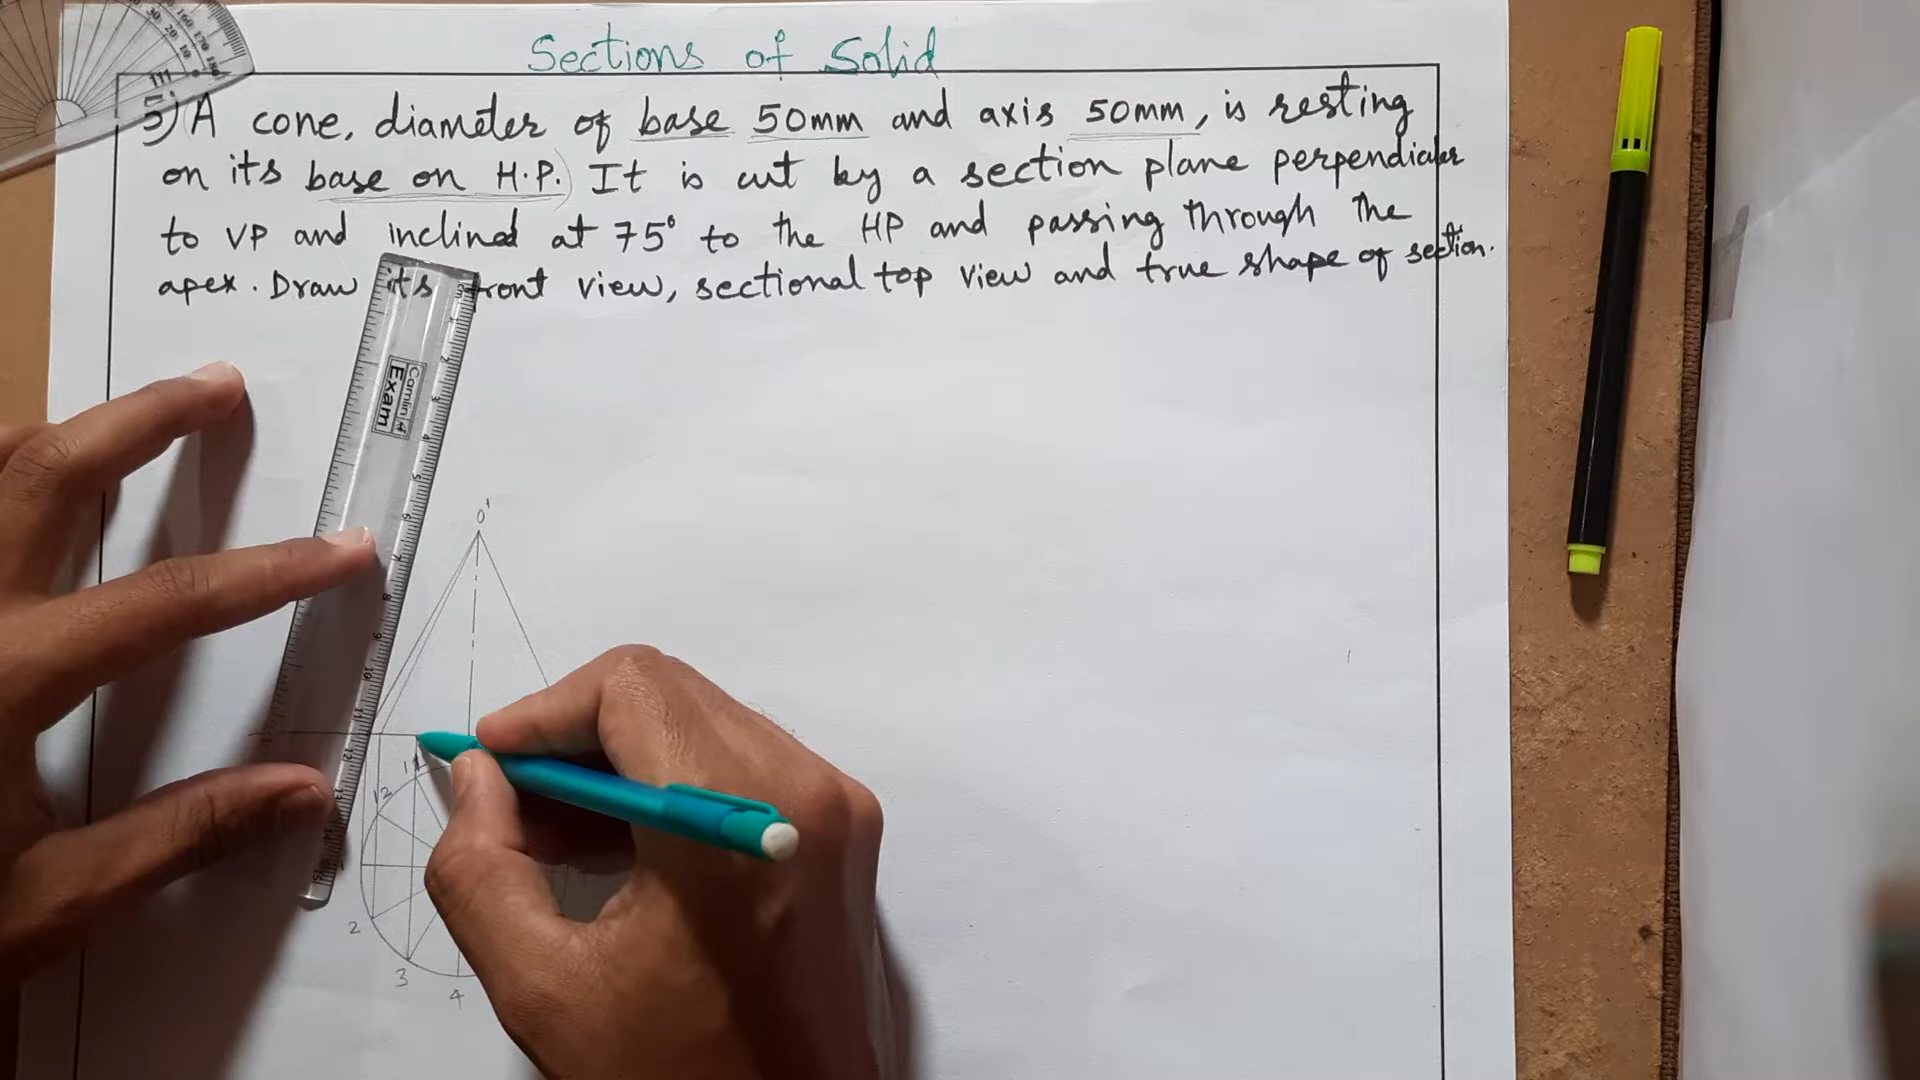 Sections of Solid
5) A cone, diameter of base 50mm and axis 50mm, is resting
on its base on H.P. It is cut by a section plane perpendicular
to VP and inclined at 75° to the HP and passing through the
apex. Draw its front view, sectional top view and true shape of section.
Camlin
Exam
O'
11
12
2
3
4